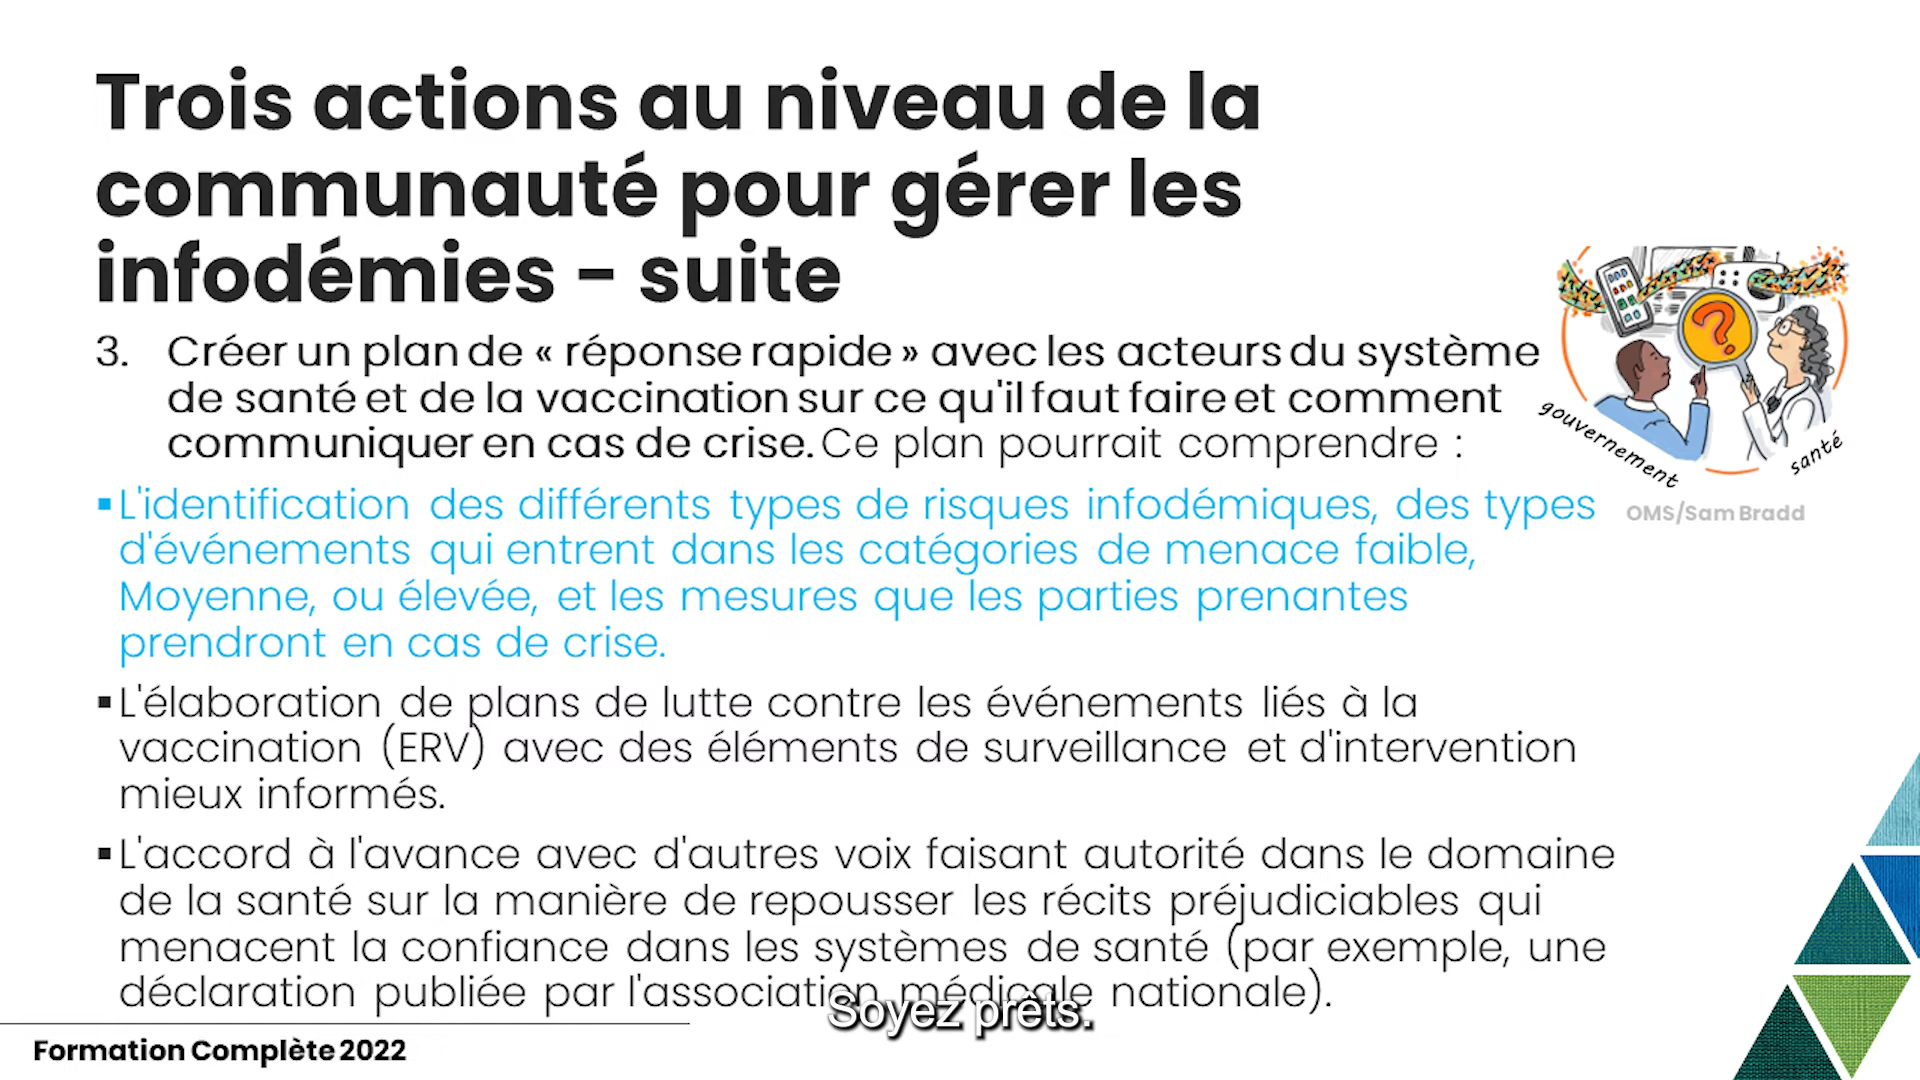 Trois actions au niveau de la
communauté pour gérer les
infodémies - suite
3. Créer un plan de « réponse rapide » avec les acteurs du système
de santé et de la vaccination sur ce qu'il faut faire et comment
communiquer en cas de crise. Ce plan pourrait comprendre :
gouvernement
santé
OMS/Sam Bradd
▪L'identification des différents types de risques infodémiques, des types
d'événements qui entrent dans les catégories de menace faible,
Moyenne, ou élevée, et les mesures que les parties prenantes
prendront en cas de crise.
▪L'élaboration de plans de lutte contre les événements liés à la
vaccination (ERV) avec des éléments de surveillance et d'intervention
mieux informés.
▪L'accord à l'avance avec d'autres voix faisant autorité dans le domaine
de la santé sur la manière de repousser les récits préjudiciables qui
menacent la confiance dans les systèmes de santé (par exemple, une
déclaration publiée par l'association médicale nationale).
Soyez prêts.
Formation Complète 2022